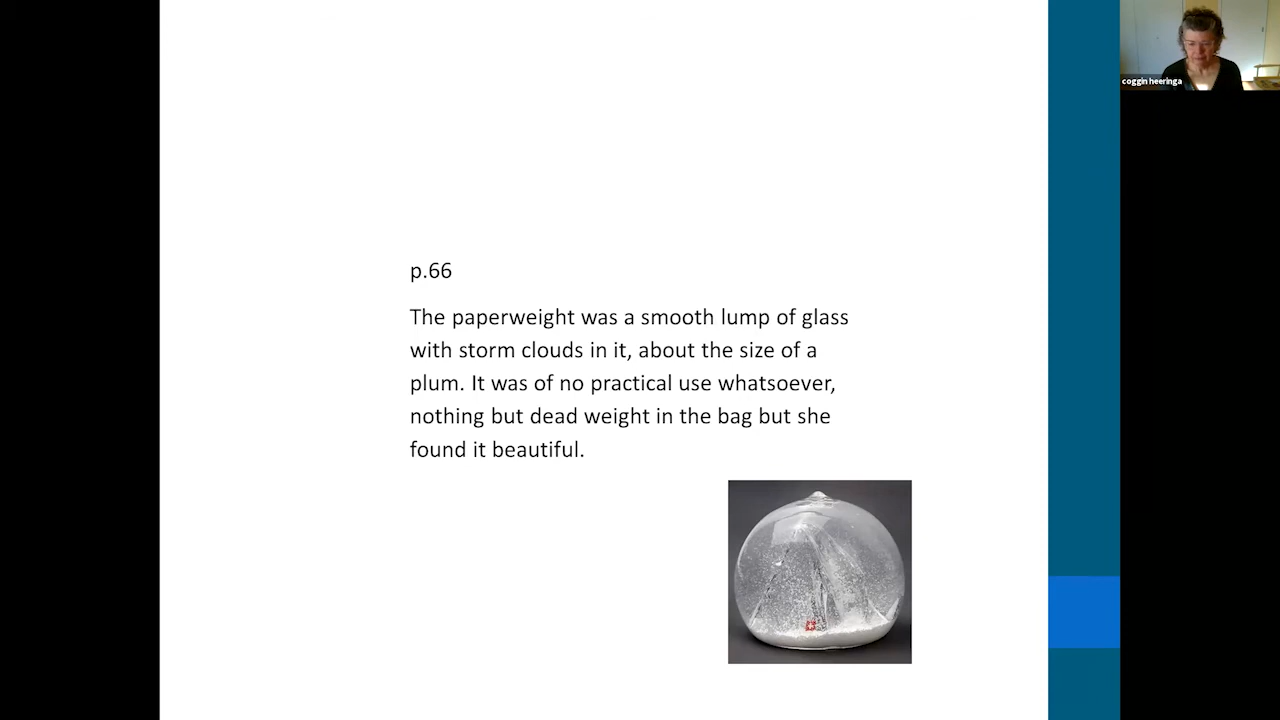 coggin heeringa
p.66
The paperweight was a smooth lump of glass
with storm clouds in it, about the size of a
plum. It was of no practical use whatsoever,
nothing but dead weight in the bag but she
found it beautiful.